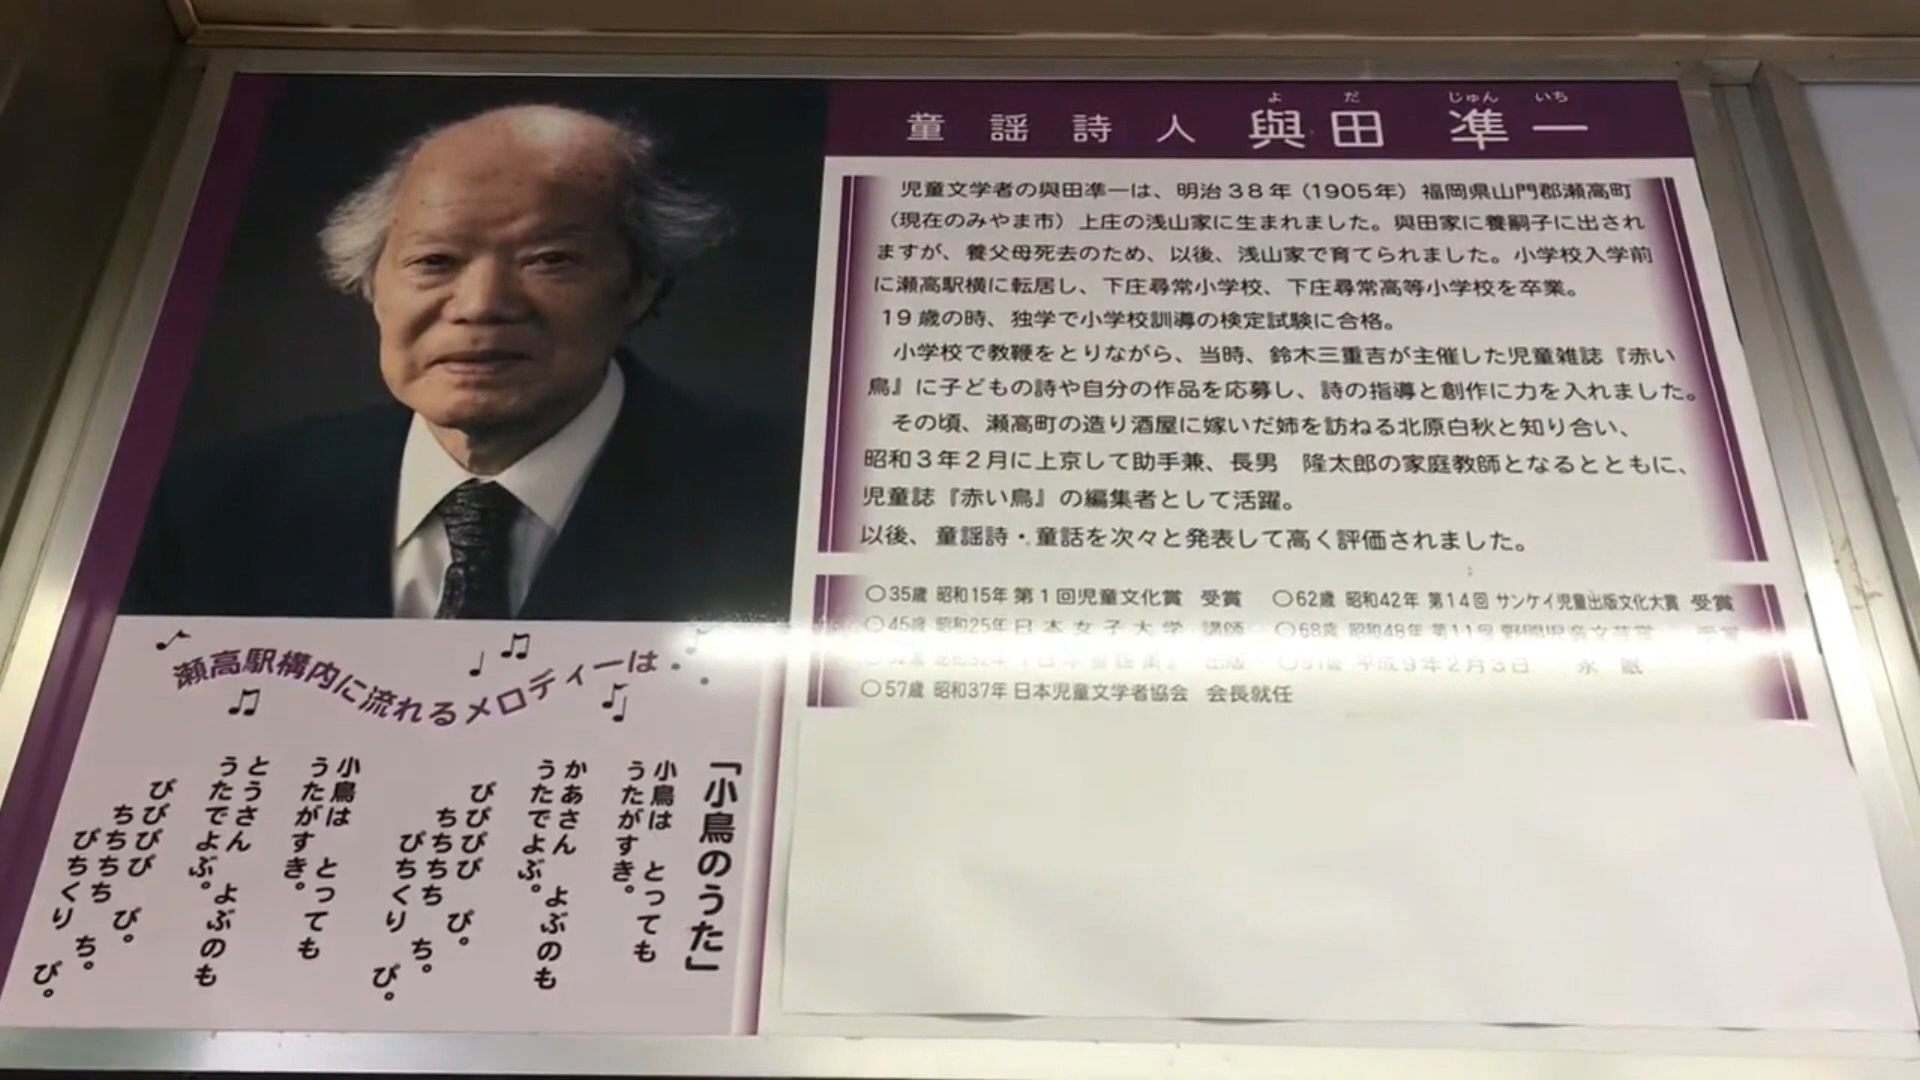 童謡詩人 與田 凖一
よ だ じゅん いち
児童文学者の與田凖一は、明治38年（1905年）福岡県山門郡瀬高町
（現在のみやま市）上庄の浅山家に生まれました。與田家に養嗣子に出され
ますが、養父母死去のため、以後、浅山家で育てられました。小学校入学前
に瀬高駅横に転居し、下庄尋常小学校、下庄尋常高等小学校を卒業。
19歳の時、独学で小学校訓導の検定試験に合格。
小学校で教鞭をとりながら、当時、鈴木三重吉が主催した児童雑誌『赤い
鳥』に子どもの詩や自分の作品を応募し、詩の指導と創作に力を入れました。
その頃、瀬高町の造り酒屋に嫁いだ姉を訪ねる北原白秋と知り合い、
昭和3年2月に上京して助手兼、長男　隆太郎の家庭教師となるとともに、
児童誌『赤い鳥』の編集者として活躍。
以後、童謡詩・童話を次々と発表して高く評価されました。
○35歳 昭和15年 第1回児童文化賞 受賞
○45歳 昭和25年 日本女子大学 講師
○57歳 昭和37年 日本児童文学者協会 会長就任
○62歳 昭和42年 第14回 サンケイ児童出版文化大賞 受賞
○68歳 昭和48年 第11回 野間児童文芸賞 受賞
平成9年2月3日 永眠
瀬高駅構内に流れるメロディーは
「小鳥のうた」
小鳥は とっても
うたがすき。
かあさん よぶのも
うたでよぶ。
ぴぴぴぴ ぴ。
ちちちち ち。
ぴちくり ぴ。
小鳥は とっても
うたがすき。
とうさん よぶのも
うたでよぶ。
ぴぴぴぴ ぴ。
ちちちち ち。
ぴちくり ぴ。